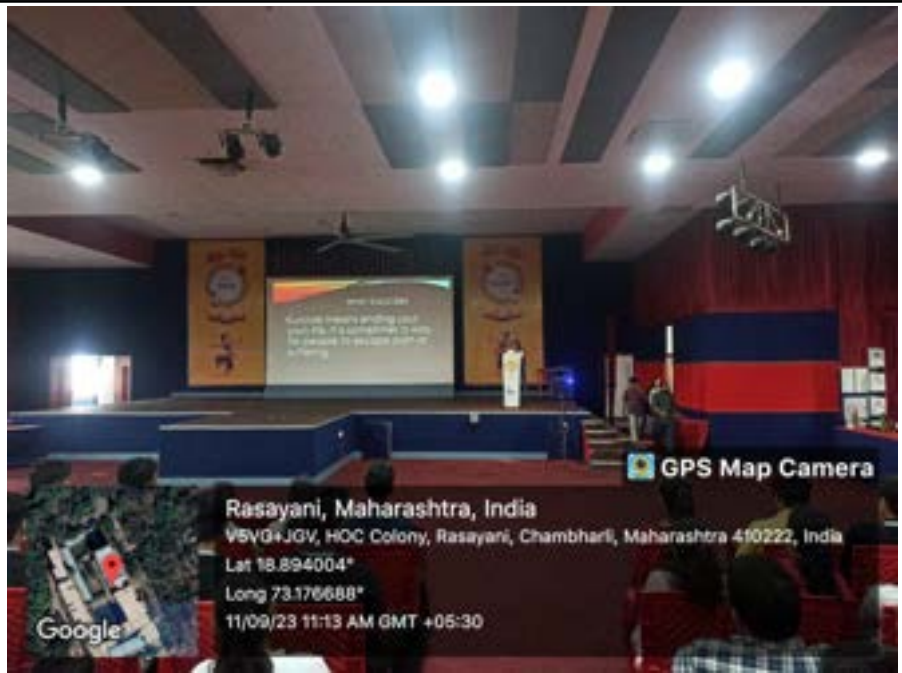 Suicide means ending your
own life. It's sometimes a way
for people to escape pain or
suffering.
GPS Map Camera
Rasayani, Maharashtra, India
V5VG+JGV, HOC Colony, Rasayani, Chambharli, Maharashtra 410222, India
Lat 18.894004°
Long 73.176688°
11/09/23 11:13 AM GMT +05:30
Google